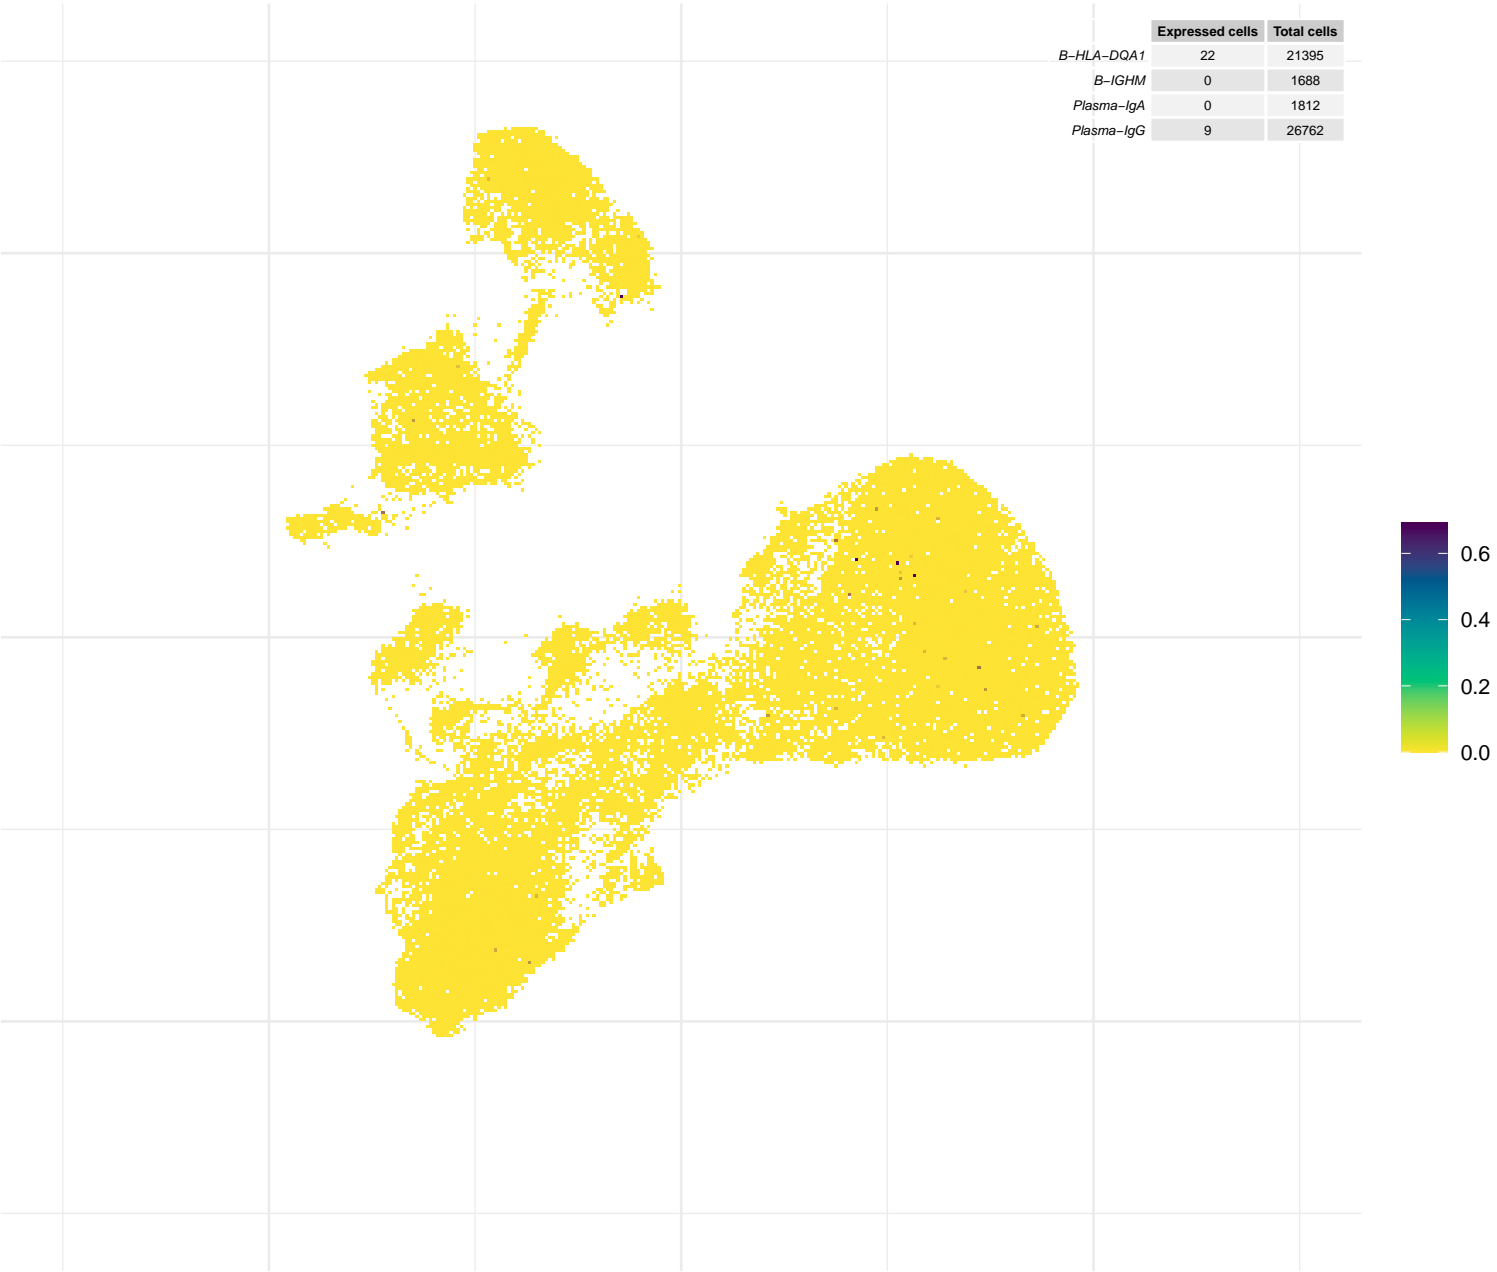 Expressed cells Total cells
B−HLA−DQA1 22 21395
B−IGHM 0 1688
Plasma−IgA 0 1812
Plasma−IgG 9 26762
0.6
0.4
0.2
0.0